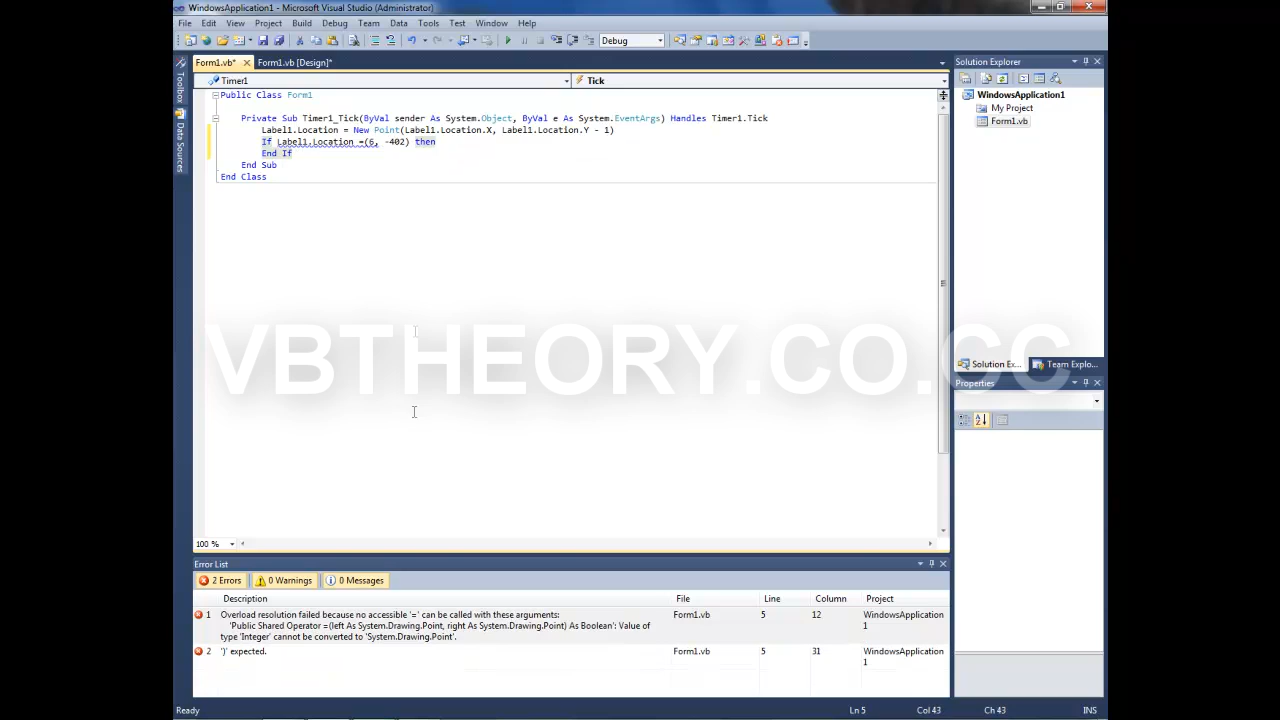 WindowsApplication1 - Microsoft Visual Studio (Administrator)
File Edit View Project Build Debug Team Data Tools Test Window Help
Debug
Form1.vb* Form1.vb [Design]*
Timer1 Tick
Toolbox
Data Sources
Public Class Form1
Private Sub Timer1_Tick(ByVal sender As System.Object, ByVal e As System.EventArgs) Handles Timer1.Tick
Label1.Location = New Point(Label1.Location.X, Label1.Location.Y - 1)
If Label1.Location =(6, -402) then
End If
End Sub
End Class
VBTHEORY.CO.CC
100 %
Solution Explorer
WindowsApplication1
My Project
Form1.vb
Solution Ex... Team Explo...
Properties
Error List
2 Errors 0 Warnings 0 Messages
Description File Line Column Project
1 Overload resolution failed because no accessible '=' can be called with these arguments: Form1.vb 5 12 WindowsApplication
'Public Shared Operator =(left As System.Drawing.Point, right As System.Drawing.Point) As Boolean': Value of 1
type 'Integer' cannot be converted to 'System.Drawing.Point'.
2 ')' expected. Form1.vb 5 31 WindowsApplication
1
Ready Ln 5 Col 43 Ch 43 INS